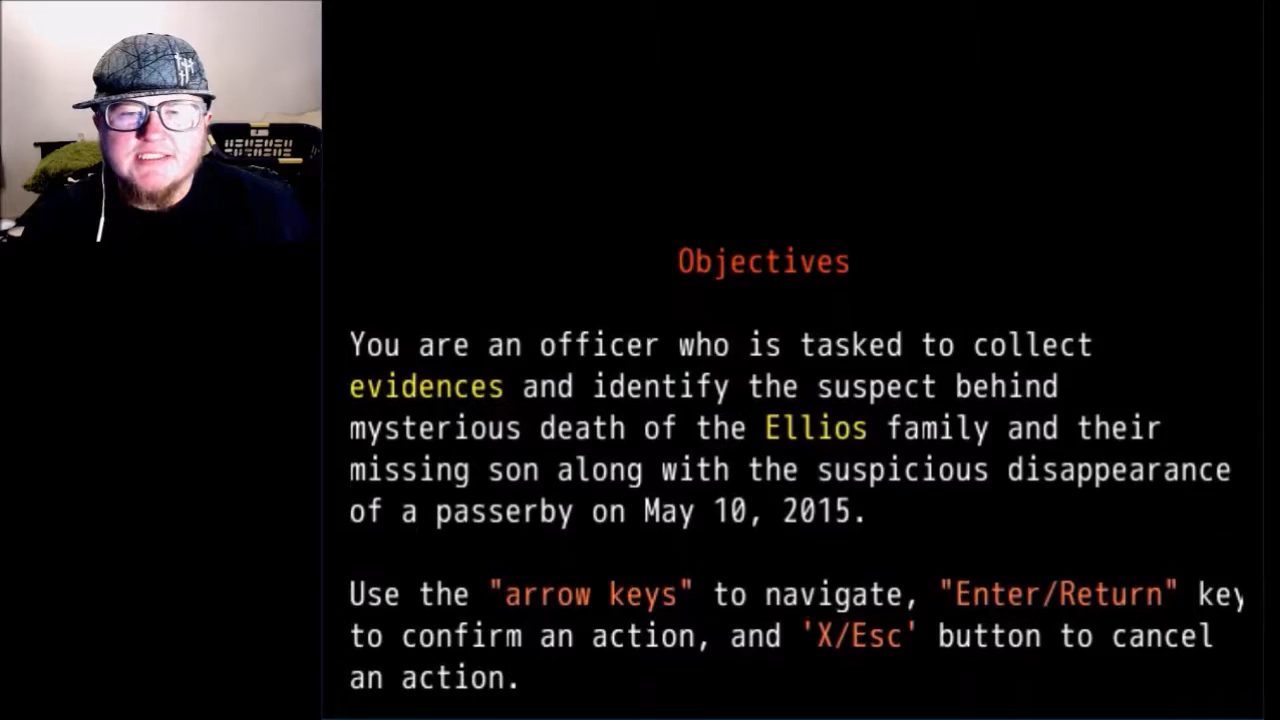 Objectives
You are an officer who is tasked to collect
evidences and identify the suspect behind
mysterious death of the Ellios family and their
missing son along with the suspicious disappearance
of a passerby on May 10, 2015.
Use the "arrow keys" to navigate, "Enter/Return" key
to confirm an action, and 'X/Esc' button to cancel
an action.